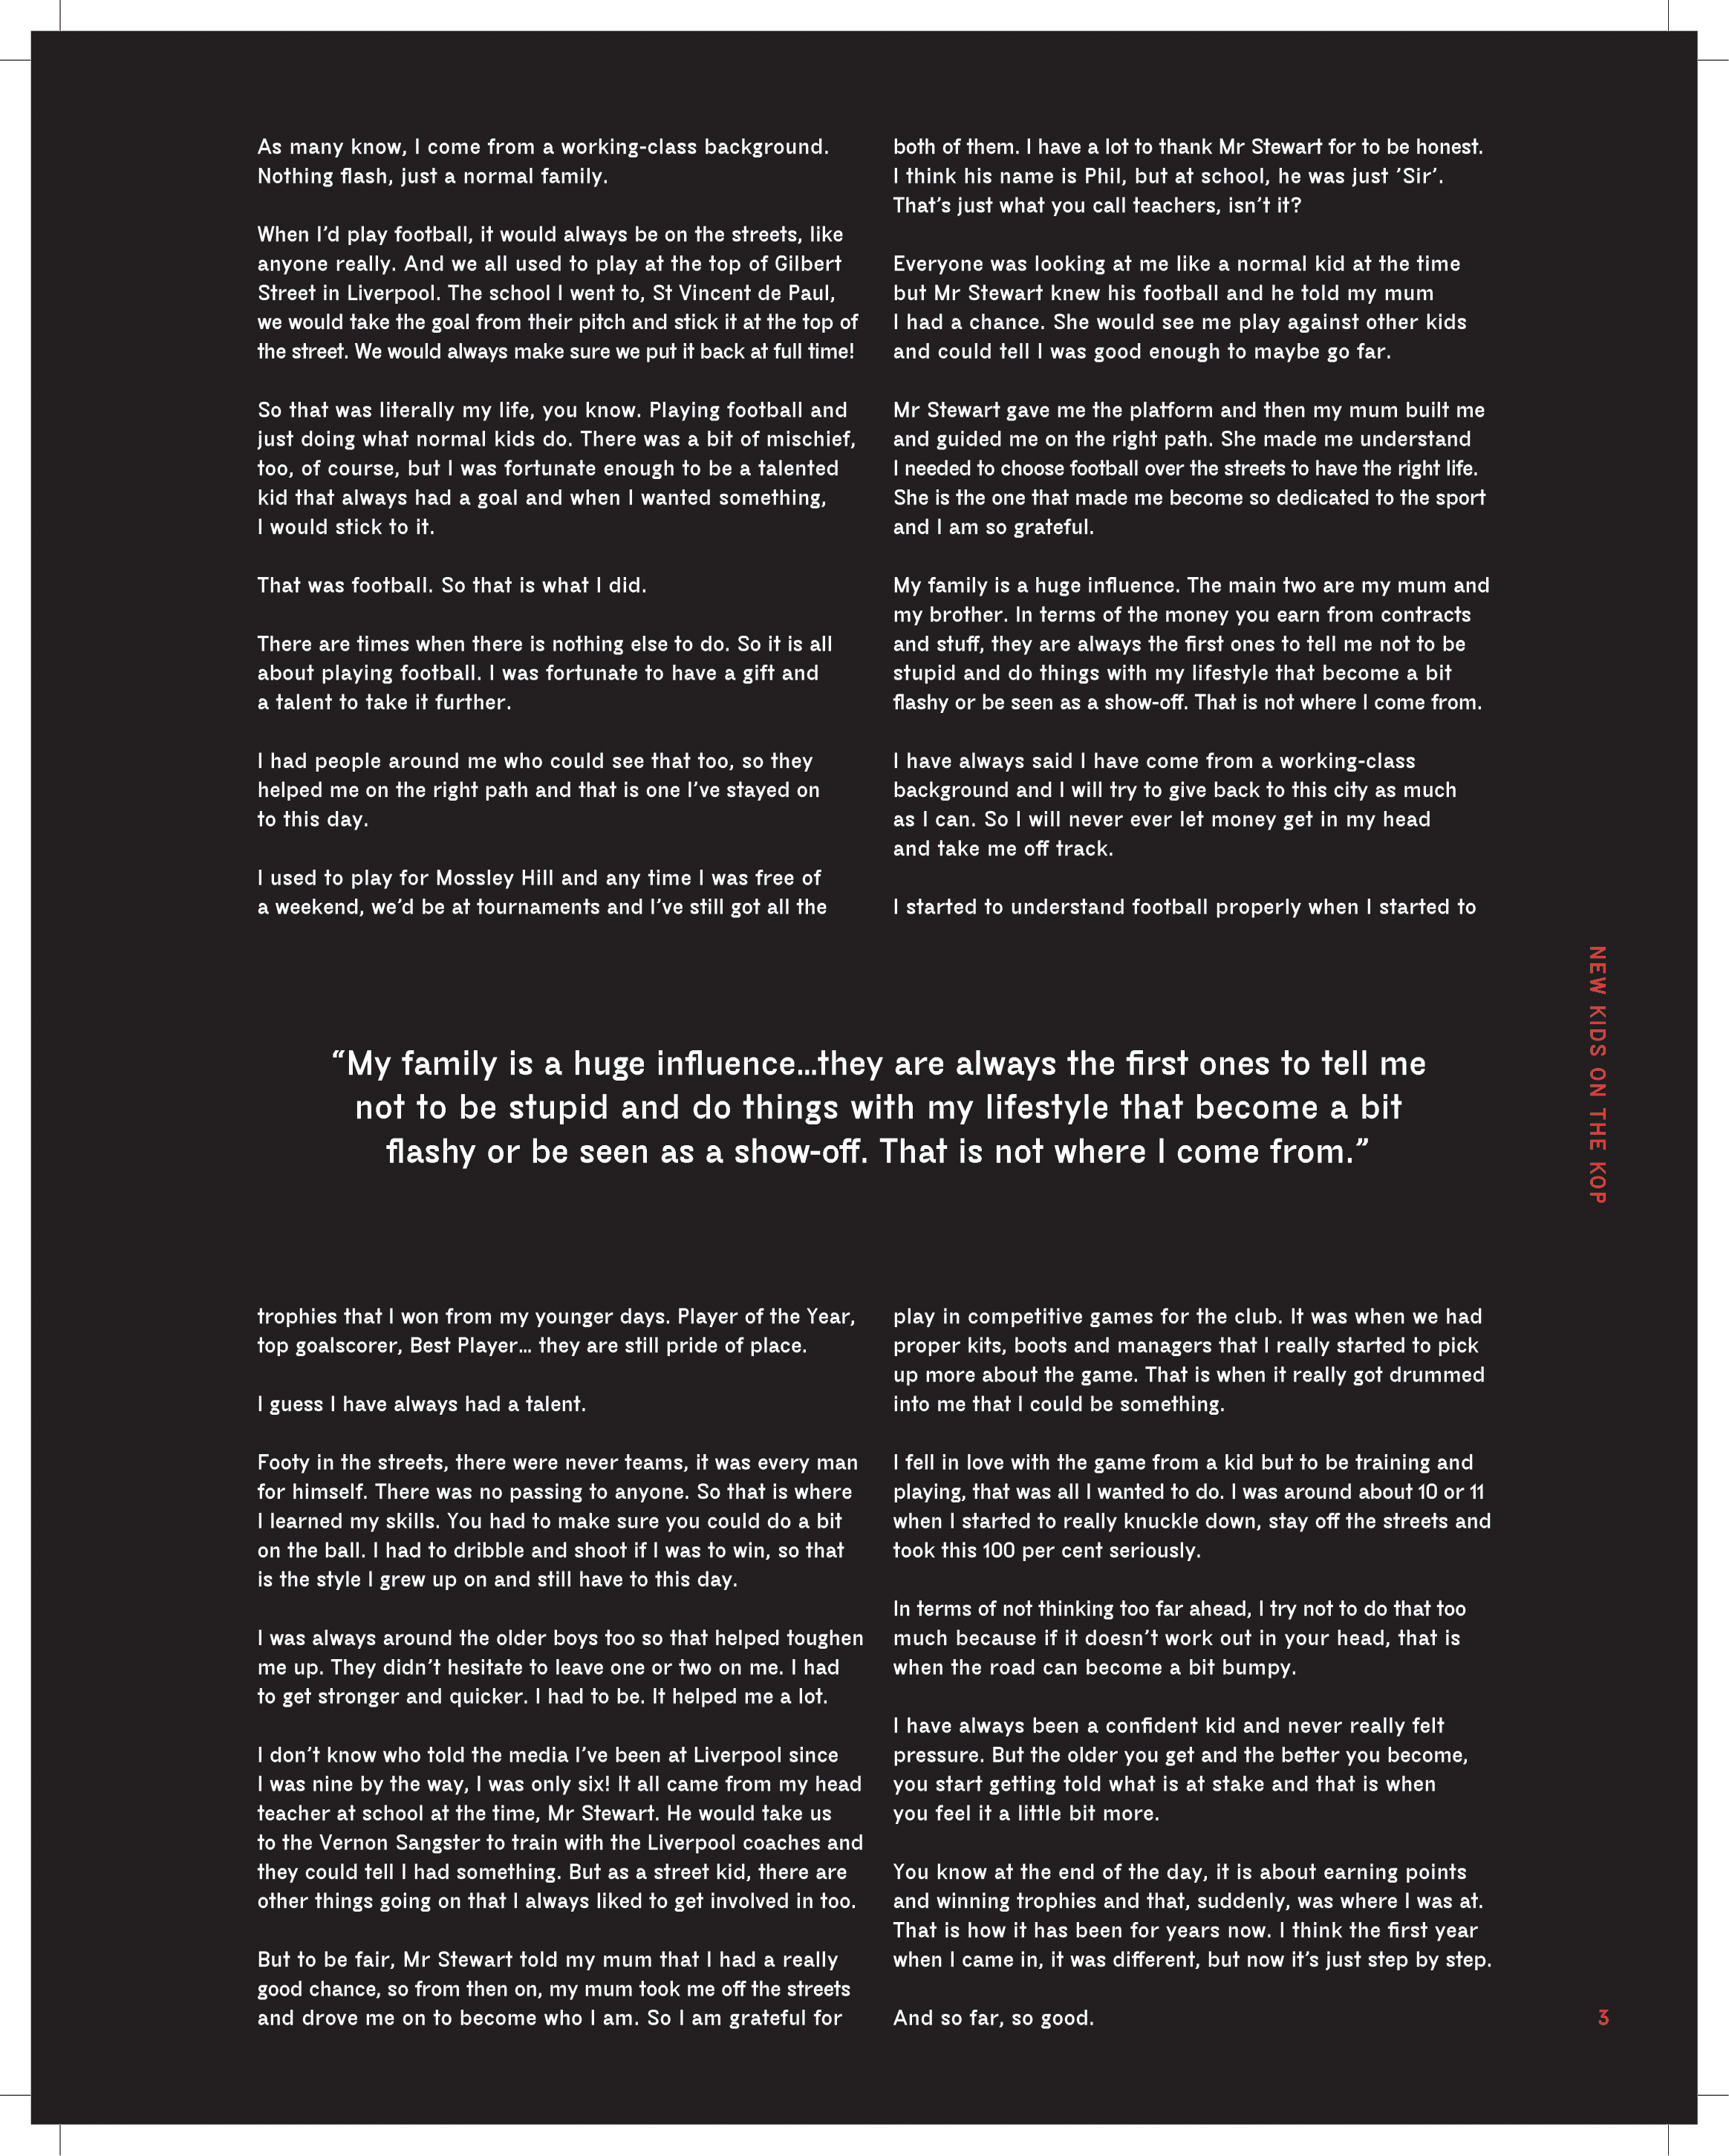 As many know, I come from a working-class background.
Nothing flash, just a normal family.
When I’d play football, it would always be on the streets, like
anyone really. And we all used to play at the top of Gilbert
Street in Liverpool. The school I went to, St Vincent de Paul,
we would take the goal from their pitch and stick it at the top of
the street. We would always make sure we put it back at full time!
So that was literally my life, you know. Playing football and
just doing what normal kids do. There was a bit of mischief,
too, of course, but I was fortunate enough to be a talented
kid that always had a goal and when I wanted something,
I would stick to it.
That was football. So that is what I did.
There are times when there is nothing else to do. So it is all
about playing football. I was fortunate to have a gift and
a talent to take it further.
I had people around me who could see that too, so they
helped me on the right path and that is one I’ve stayed on
to this day.
I used to play for Mossley Hill and any time I was free of
a weekend, we’d be at tournaments and I’ve still got all the
trophies that I won from my younger days. Player of the Year,
top goalscorer, Best Player... they are still pride of place.
I guess I have always had a talent.
Footy in the streets, there were never teams, it was every man
for himself. There was no passing to anyone. So that is where
I learned my skills. You had to make sure you could do a bit
on the ball. I had to dribble and shoot if I was to win, so that
is the style I grew up on and still have to this day.
I was always around the older boys too so that helped toughen
me up. They didn’t hesitate to leave one or two on me. I had
to get stronger and quicker. I had to be. It helped me a lot.
I don’t know who told the media I’ve been at Liverpool since
I was nine by the way, I was only six! It all came from my head
teacher at school at the time, Mr Stewart. He would take us
to the Vernon Sangster to train with the Liverpool coaches and
they could tell I had something. But as a street kid, there are
other things going on that I always liked to get involved in too.
But to be fair, Mr Stewart told my mum that I had a really
good chance, so from then on, my mum took me off the streets
and drove me on to become who I am. So I am grateful for
both of them. I have a lot to thank Mr Stewart for to be honest.
I think his name is Phil, but at school, he was just ’Sir’.
That’s just what you call teachers, isn’t it?
Everyone was looking at me like a normal kid at the time
but Mr Stewart knew his football and he told my mum
I had a chance. She would see me play against other kids
and could tell I was good enough to maybe go far.
Mr Stewart gave me the platform and then my mum built me
and guided me on the right path. She made me understand
I needed to choose football over the streets to have the right life.
She is the one that made me become so dedicated to the sport
and I am so grateful.
My family is a huge influence. The main two are my mum and
my brother. In terms of the money you earn from contracts
and stuff, they are always the first ones to tell me not to be
stupid and do things with my lifestyle that become a bit
flashy or be seen as a show-off. That is not where I come from.
I have always said I have come from a working-class
background and I will try to give back to this city as much
as I can. So I will never ever let money get in my head
and take me off track.
I started to understand football properly when I started to
play in competitive games for the club. It was when we had
proper kits, boots and managers that I really started to pick
up more about the game. That is when it really got drummed
into me that I could be something.
I fell in love with the game from a kid but to be training and
playing, that was all I wanted to do. I was around about 10 or 11
when I started to really knuckle down, stay off the streets and
took this 100 per cent seriously.
In terms of not thinking too far ahead, I try not to do that too
much because if it doesn’t work out in your head, that is
when the road can become a bit bumpy.
I have always been a confident kid and never really felt
pressure. But the older you get and the better you become,
you start getting told what is at stake and that is when
you feel it a little bit more.
You know at the end of the day, it is about earning points
and winning trophies and that, suddenly, was where I was at.
That is how it has been for years now. I think the first year
when I came in, it was different, but now it’s just step by step.
And so far, so good.
“My family is a huge influence...they are always the first ones to tell me
not to be stupid and do things with my lifestyle that become a bit
flashy or be seen as a show-off. That is not where I come from.”
NEW KIDS ON THE KOP
3